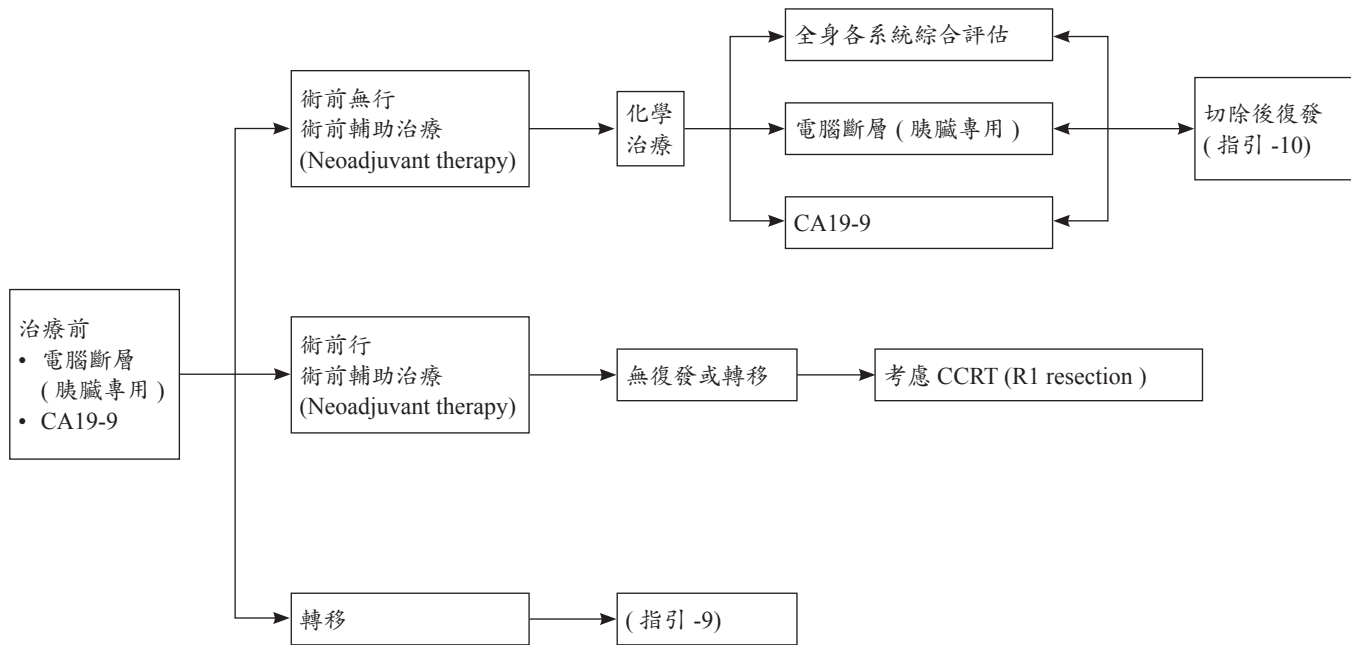 治療前
• 電腦斷層
( 胰臟專用 )
• CA19-9
術前無行
術前輔助治療
(Neoadjuvant therapy)
化學
治療
全身各系統綜合評估
電腦斷層 ( 胰臟專用 )
CA19-9
切除後復發
( 指引 -10)
術前行
術前輔助治療
(Neoadjuvant therapy)
無復發或轉移
考慮 CCRT (R1 resection )
轉移
( 指引 -9)